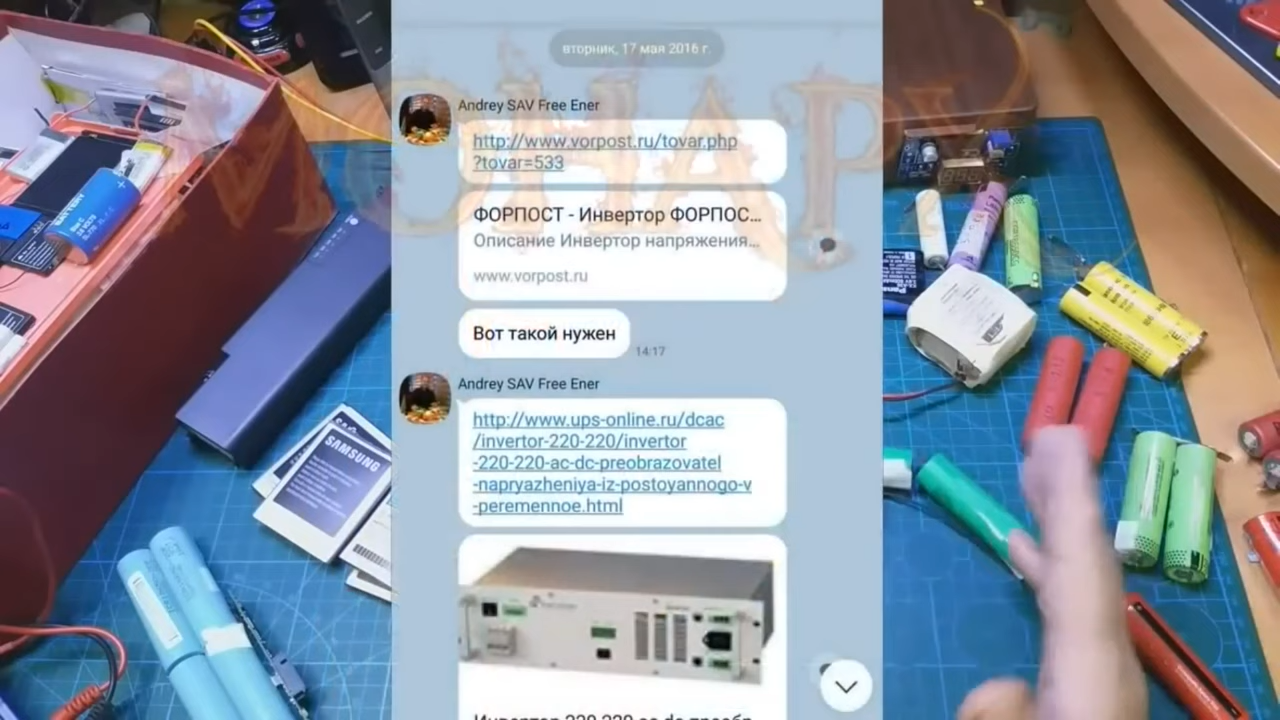 вторник, 17 мая 2016 г.
Andrey SAV Free Ener
http://www.vorpost.ru/tovar.php
?tovar=533
ФОРПОСТ - Инвертор ФОРПОС...
Описание Инвертор напряжения...
www.vorpost.ru
Вот такой нужен
14:17
Andrey SAV Free Ener
http://www.ups-online.ru/dcac
/invertor-220-220/invertor
-220-220-ac-dc-preobrazovatel
-napryazheniya-iz-postoyannogo-v
-peremennoe.html
BATTERY
SAMSUNG